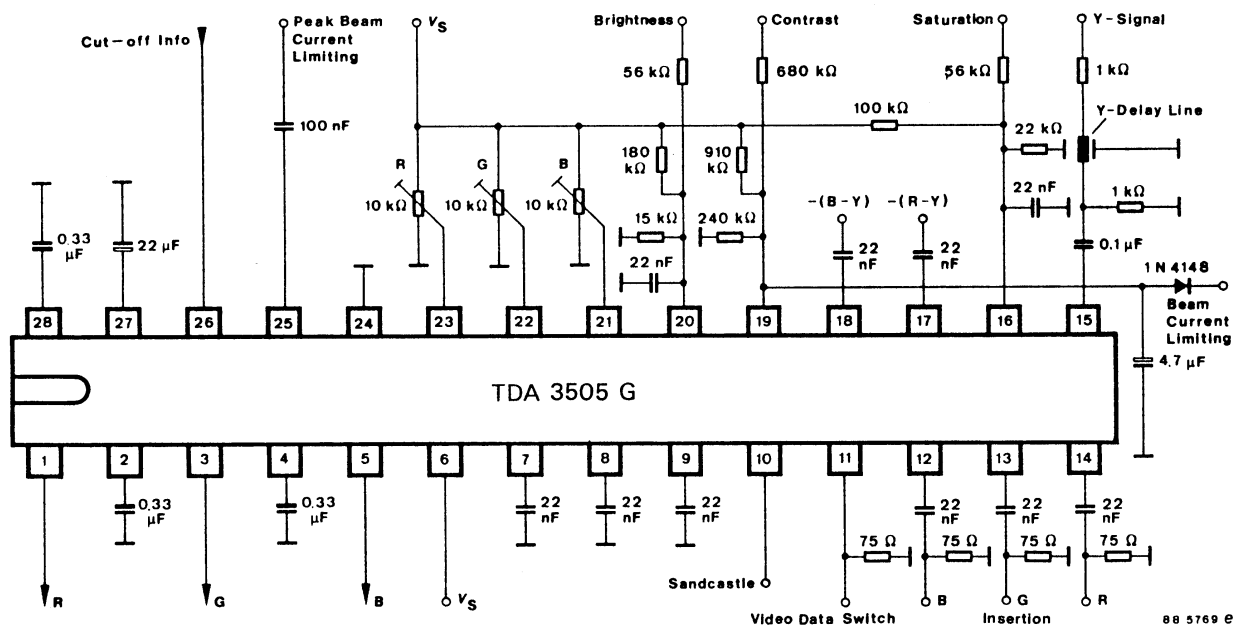 Cut-off Info
Peak Beam
Current
Limiting
VS
Brightness
Contrast
Saturation
Y-Signal
56 kΩ
680 kΩ
56 kΩ
1 kΩ
100 nF
100 kΩ
Y-Delay Line
R
G
B
180
kΩ
910
kΩ
22 kΩ
10 kΩ
10 kΩ
10 kΩ
-(B-Y)
-(R-Y)
22 nF
1 kΩ
0.33
µF
22 µF
15 kΩ
240 kΩ
22
nF
22
nF
0.1 µF
22 nF
1N4148
Beam
Current
Limiting
28
27
26
25
24
23
22
21
20
19
18
17
16
15
4.7 µF
TDA 3505 G
1
2
3
4
5
6
7
8
9
10
11
12
13
14
0.33
µF
0.33
µF
22
nF
22
nF
22
nF
22
nF
22
nF
22
nF
75 Ω
75 Ω
75 Ω
75 Ω
Sandcastle
R
G
B
VS
B
G
R
Video Data Switch
Insertion
88 5769 e